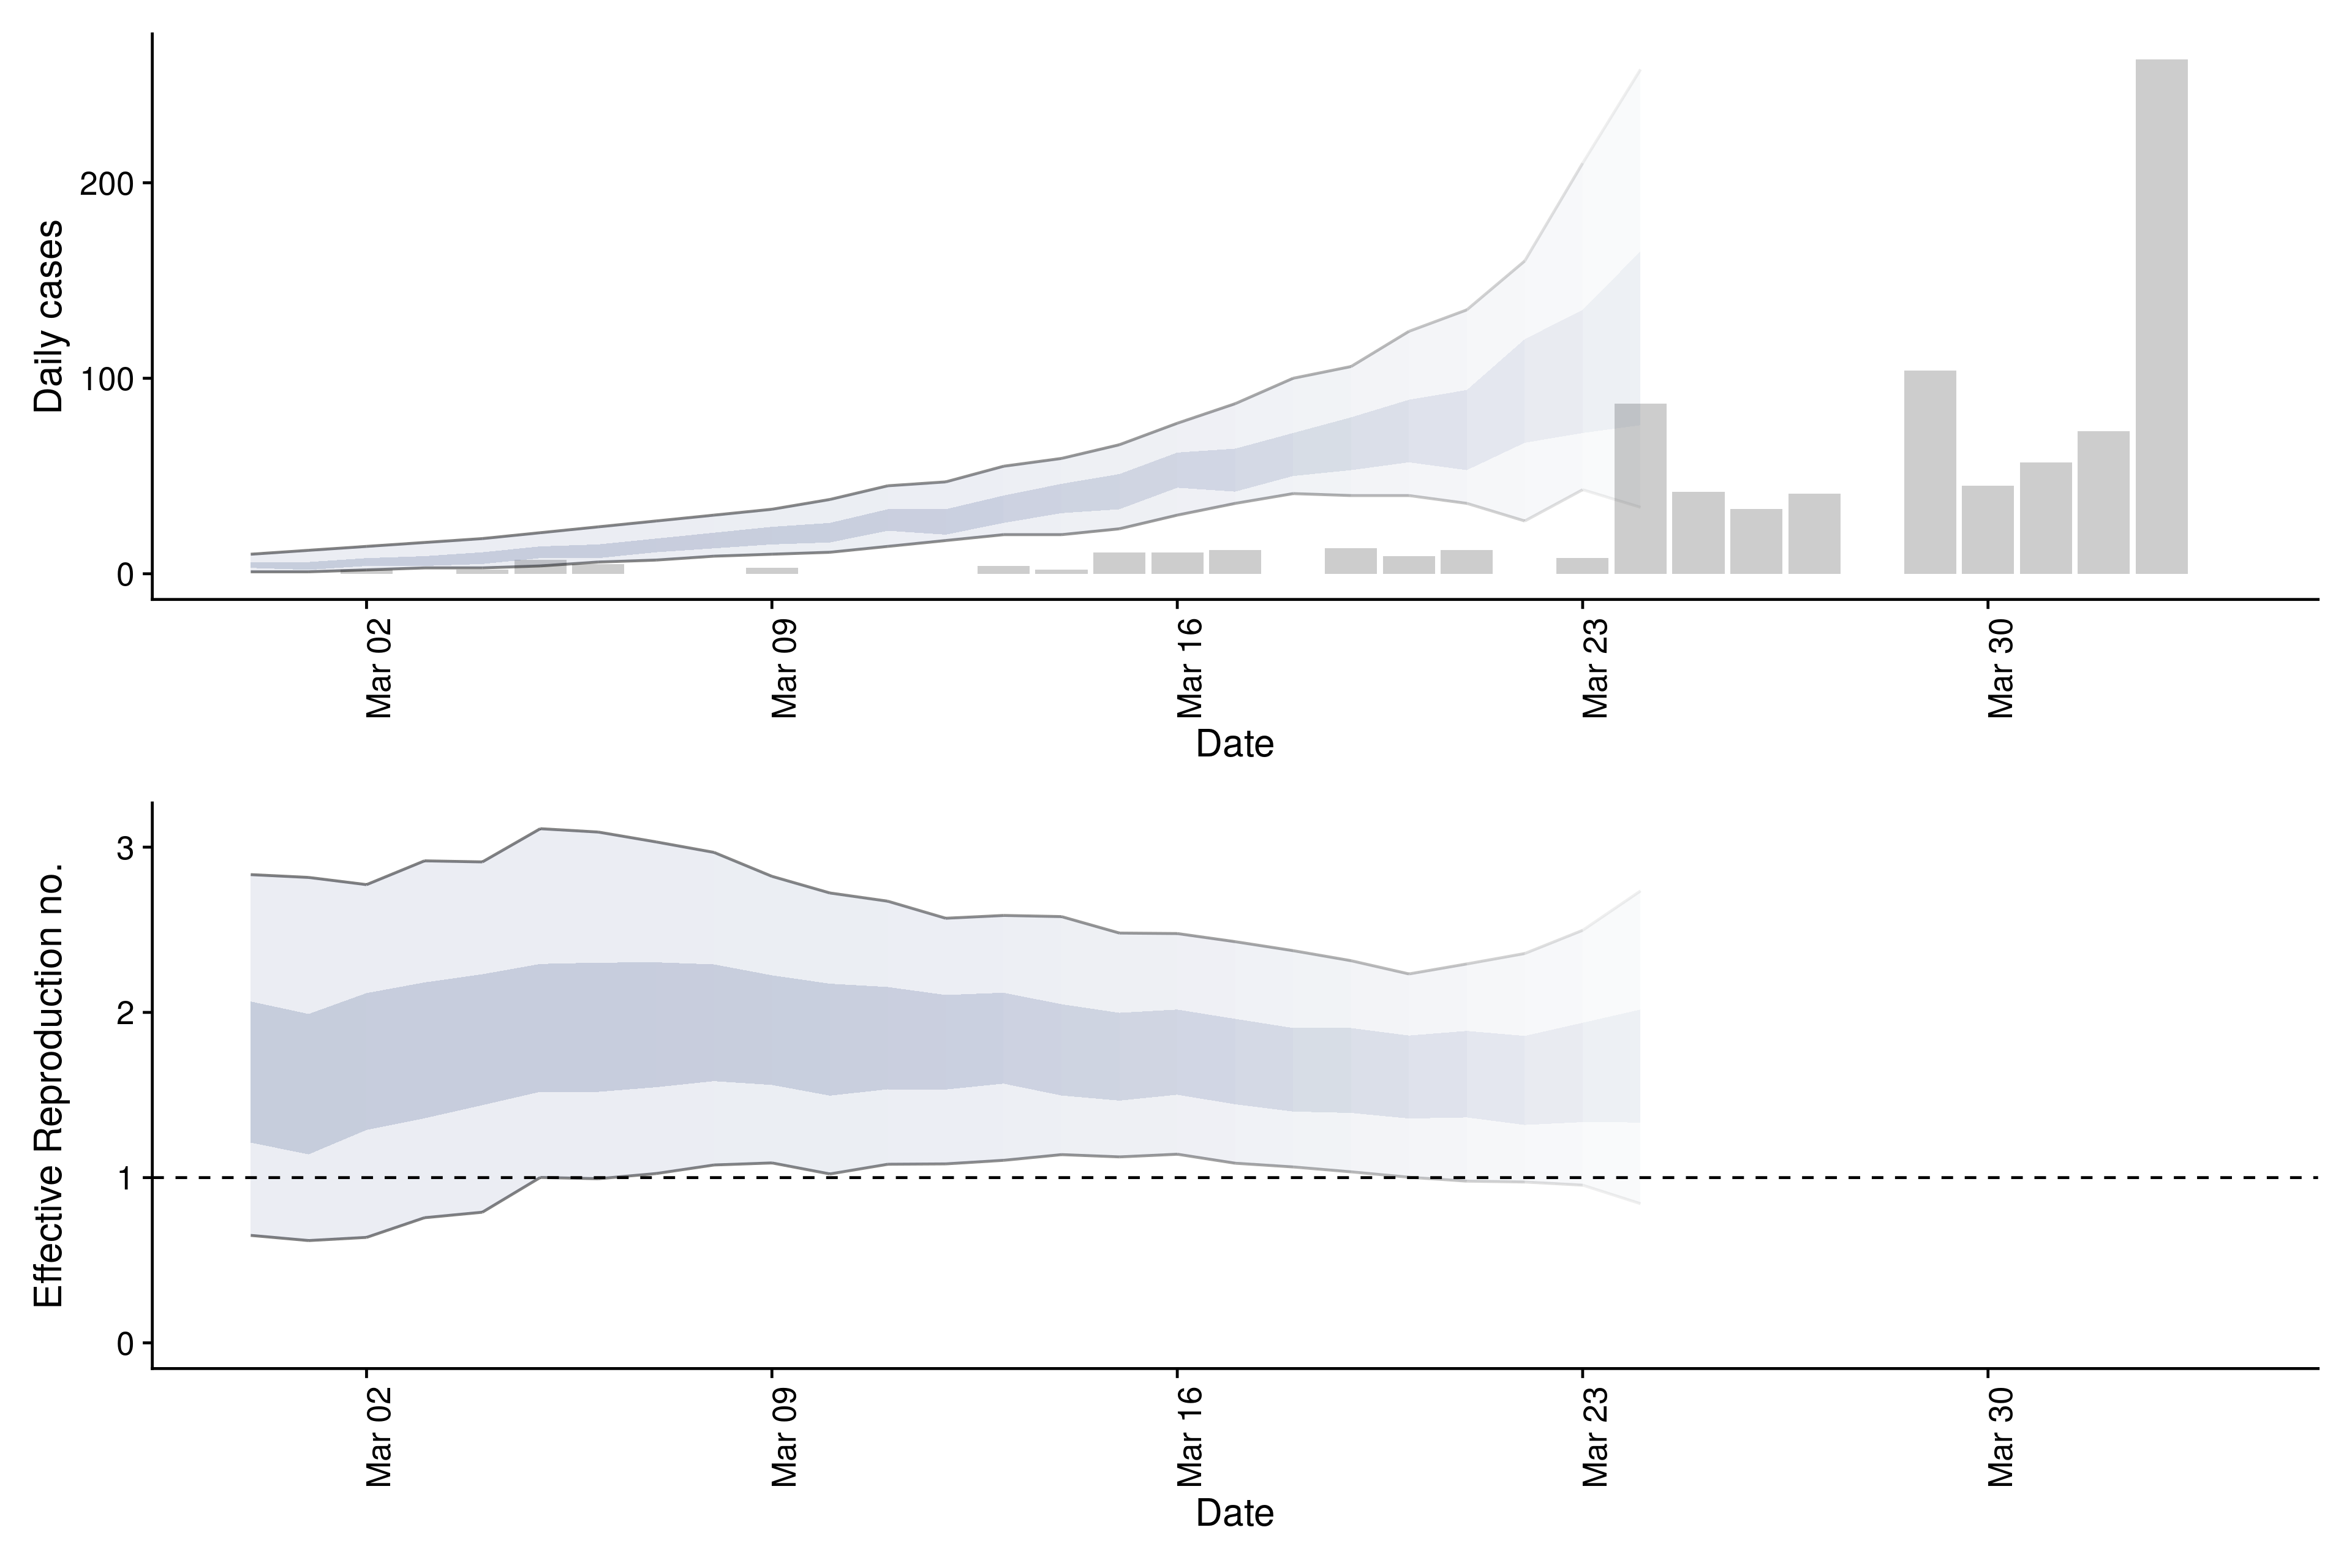 Daily cases
200
100
0
Mar 02
Mar 09
Mar 16
Mar 23
Mar 30
Date
Effective Reproduction no.
3
2
1
0
Mar 02
Mar 09
Mar 16
Mar 23
Mar 30
Date